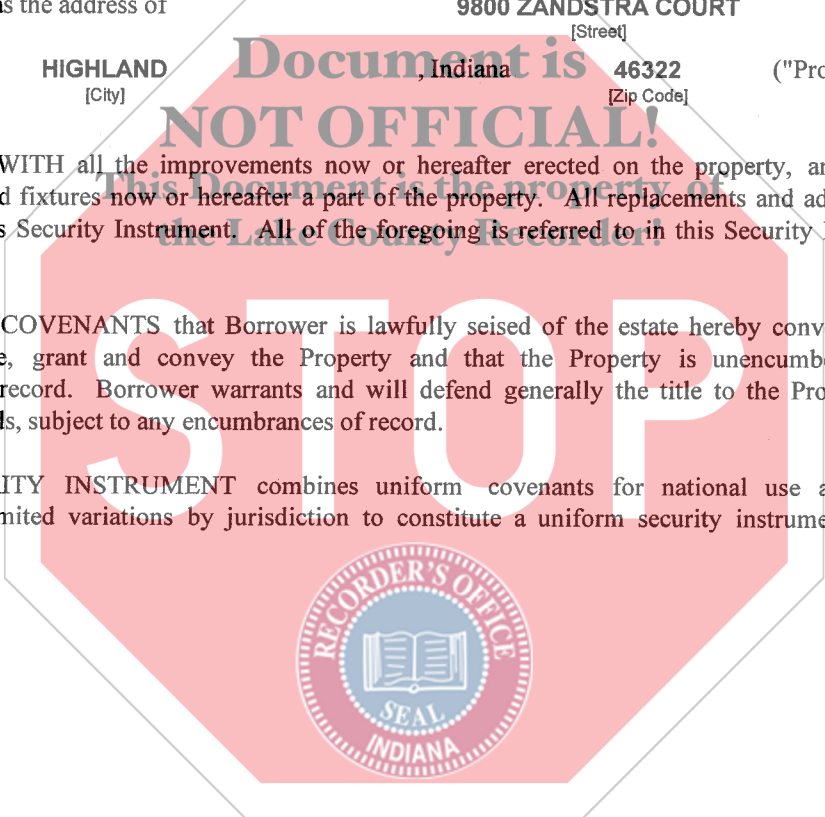 as the address of 9800 ZANDSTRA COURT
[Street]
HIGHLAND , Indiana 46322 ("Pro
[City] [Zip Code]
Document is
NOT OFFICIAL!
This Document is the property of
the Lake County Recorder!
WITH all the improvements now or hereafter erected on the property, an
d fixtures now or hereafter a part of the property. All replacements and ad
s Security Instrument. All of the foregoing is referred to in this Security
COVENANTS that Borrower is lawfully seised of the estate hereby conv
e, grant and convey the Property and that the Property is unencumbe
record. Borrower warrants and will defend generally the title to the Pro
ds, subject to any encumbrances of record.
STOP
ITY INSTRUMENT combines uniform covenants for national use a
mited variations by jurisdiction to constitute a uniform security instrume
RECORDER'S OFFICE
SEAL
INDIANA